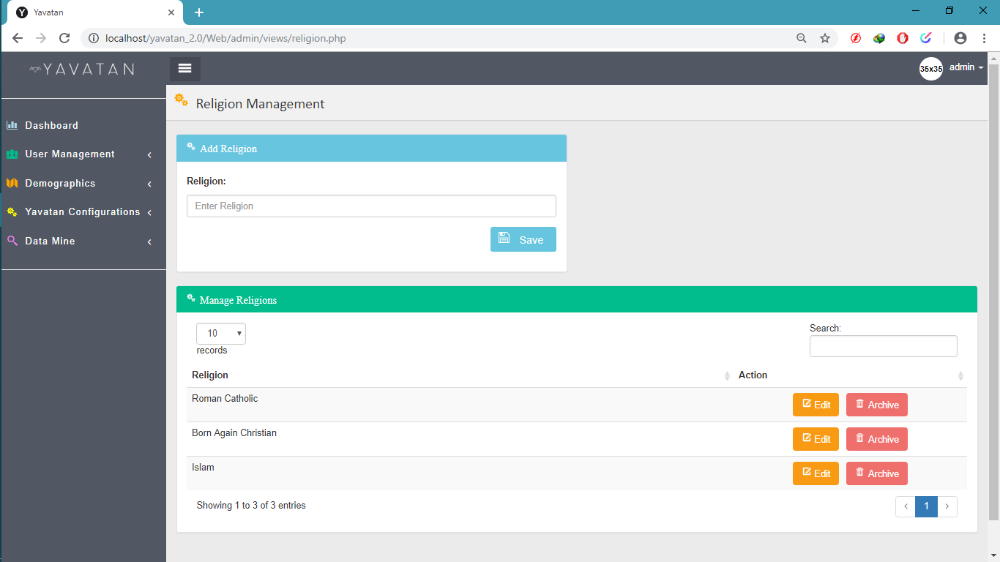 Yavatan
localhost/yavatan_2.0/Web/admin/views/religion.php
YAVATAN
35x35
admin
Religion Management
Dashboard
User Management
Demographics
Yavatan Configurations
Data Mine
Add Religion
Religion:
Enter Religion
Save
Manage Religions
10
records
Search:
Religion Action
Roman Catholic Edit Archive
Born Again Christian Edit Archive
Islam Edit Archive
Showing 1 to 3 of 3 entries
‹ 1 ›